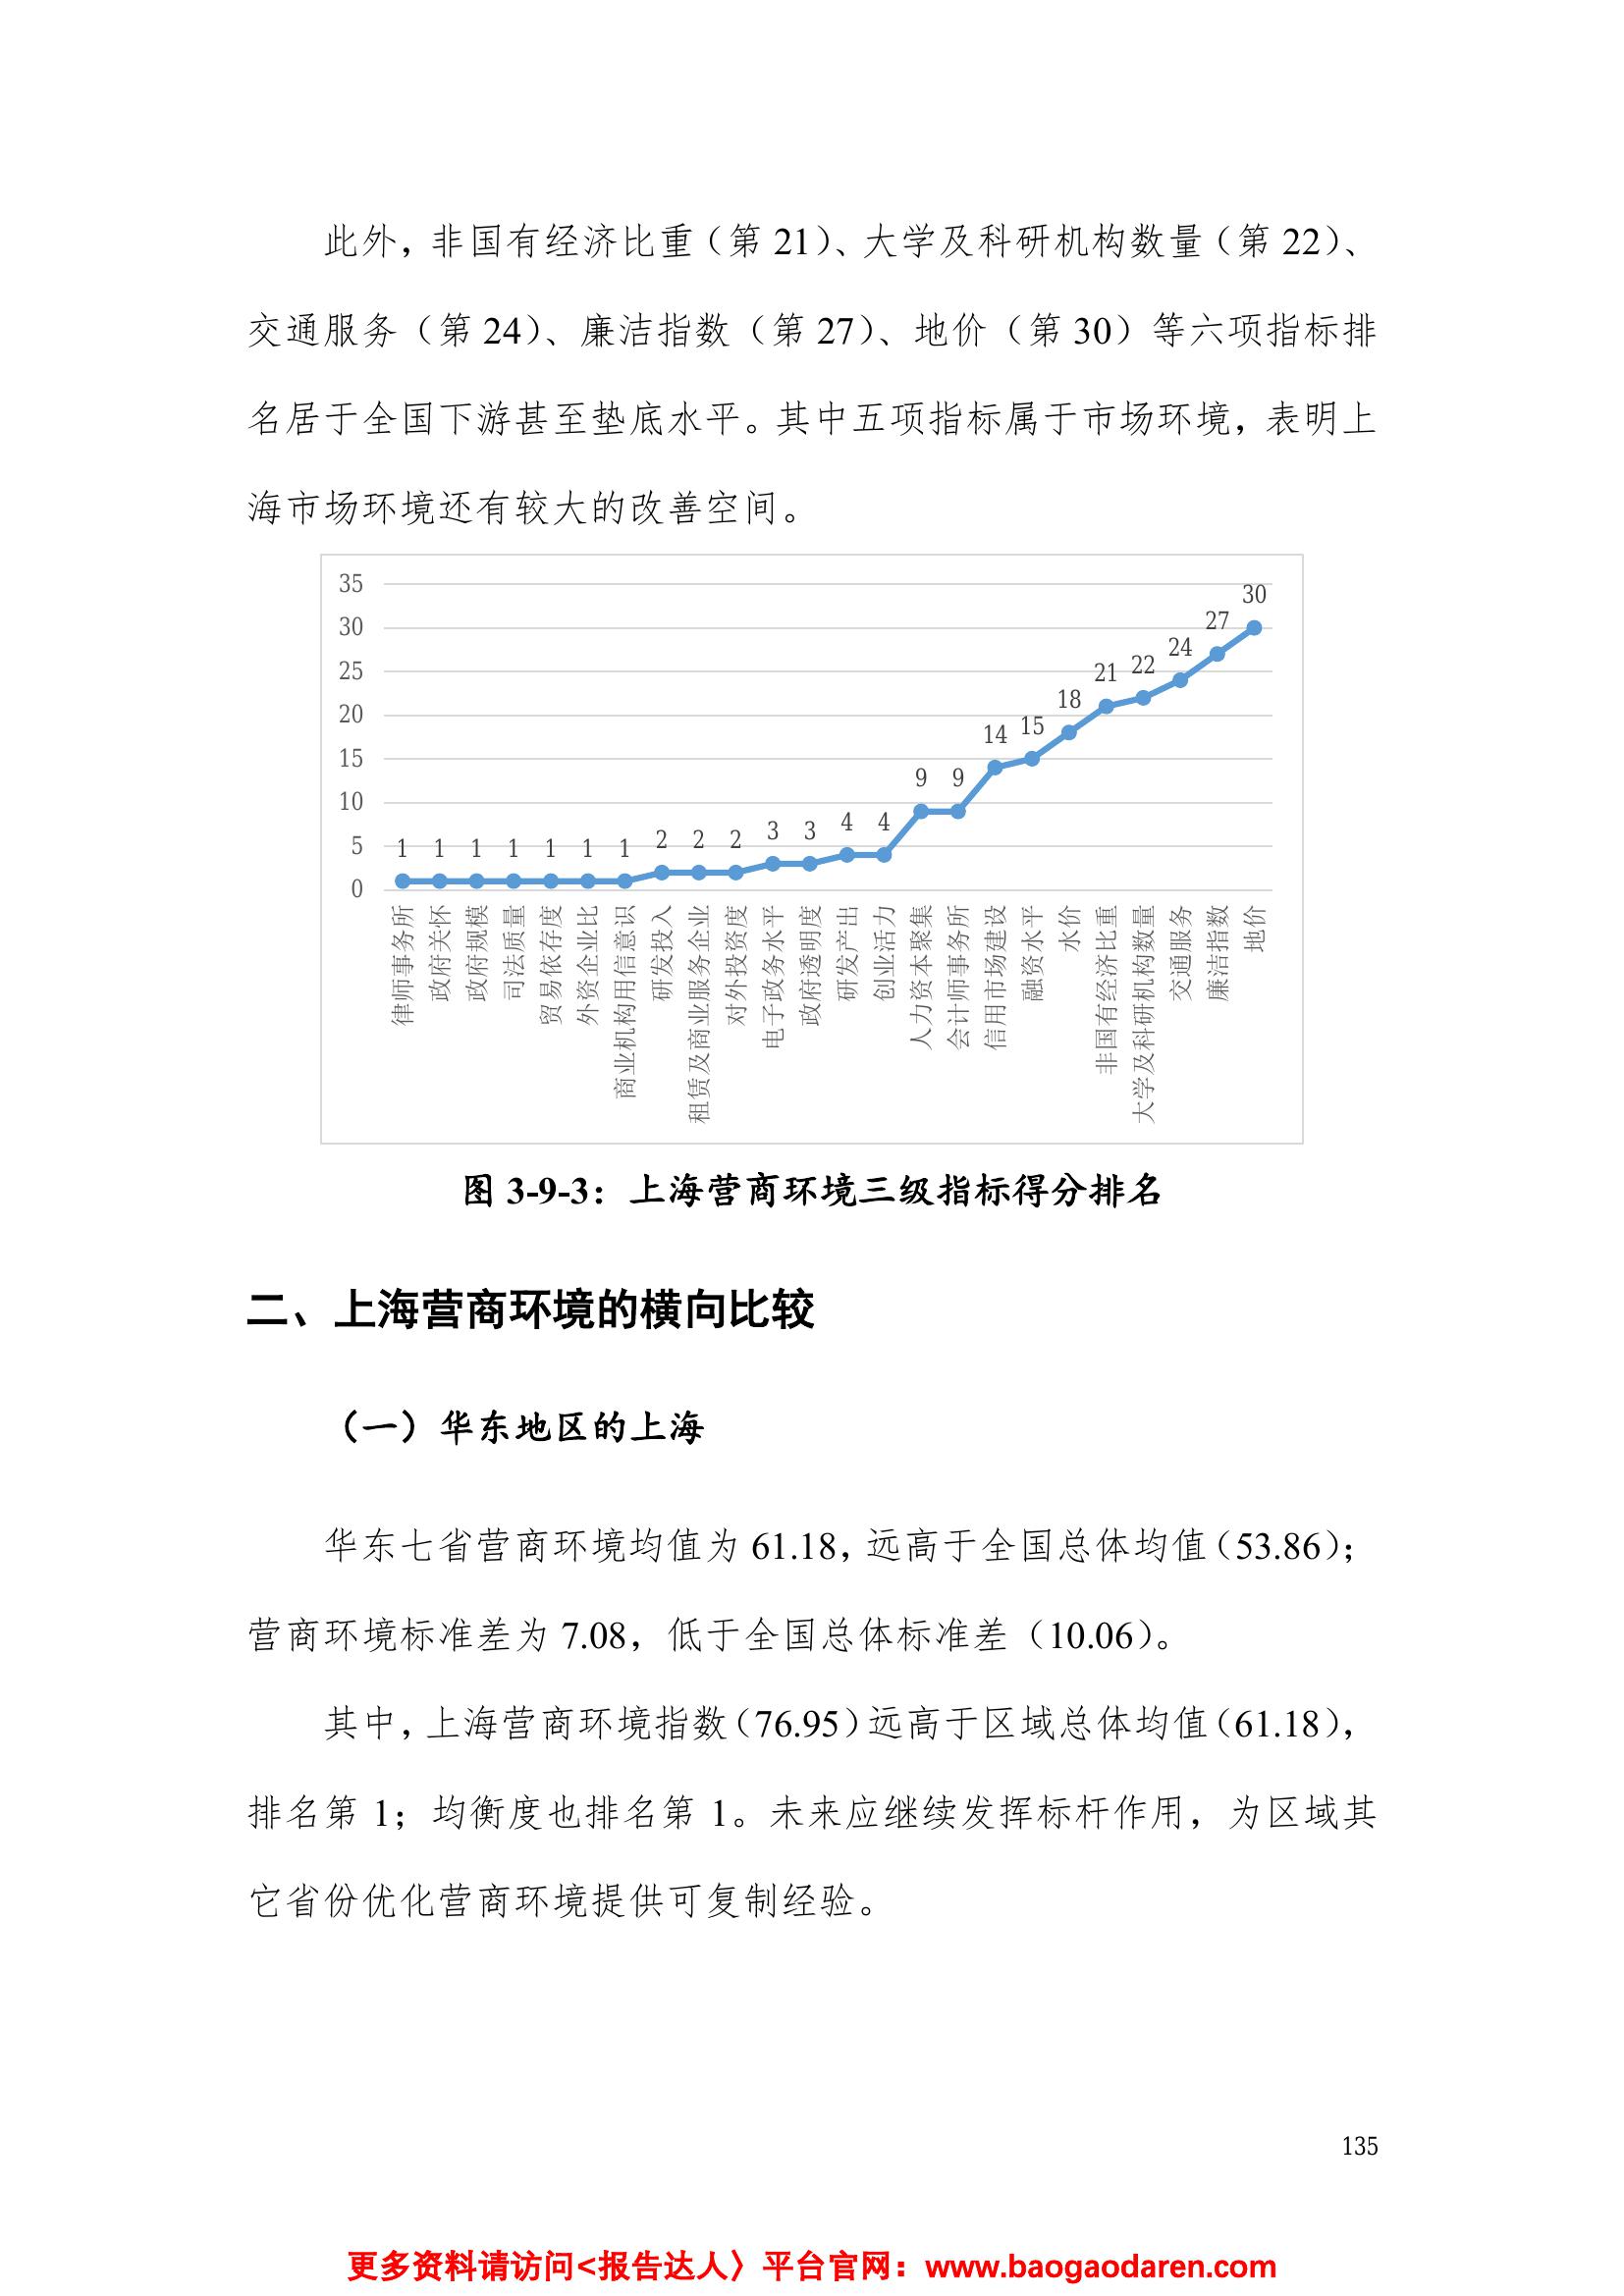 此外，非国有经济比重（第 21）、大学及科研机构数量（第 22）、
交通服务（第 24）、廉洁指数（第 27）、地价（第 30）等六项指标排
名居于全国下游甚至垫底水平。其中五项指标属于市场环境，表明上
海市场环境还有较大的改善空间。
35
30
25
20
15
10
5
0
1 1 1 1 1 1 1 2 2 2 3 3 4 4 9 9 14 15 18 21 22 24 27 30
律师事务所
政府关怀
政府规模
司法质量
贸易依存度
外资企业比
商业机构用信意识
研发投入
租赁及商业服务企业
对外投资度
电子政务水平
政府透明度
研发产出
创业活力
人力资本聚集
会计师事务所
信用市场建设
融资水平
水价
非国有经济比重
大学及科研机构数量
交通服务
廉洁指数
地价
图 3-9-3：上海营商环境三级指标得分排名
二、上海营商环境的横向比较
（一）华东地区的上海
华东七省营商环境均值为 61.18，远高于全国总体均值（53.86）；
营商环境标准差为 7.08，低于全国总体标准差（10.06）。
其中，上海营商环境指数（76.95）远高于区域总体均值（61.18），
排名第 1；均衡度也排名第 1。未来应继续发挥标杆作用，为区域其
它省份优化营商环境提供可复制经验。
135
更多资料请访问<报告达人〉平台官网：www.baogaodaren.com